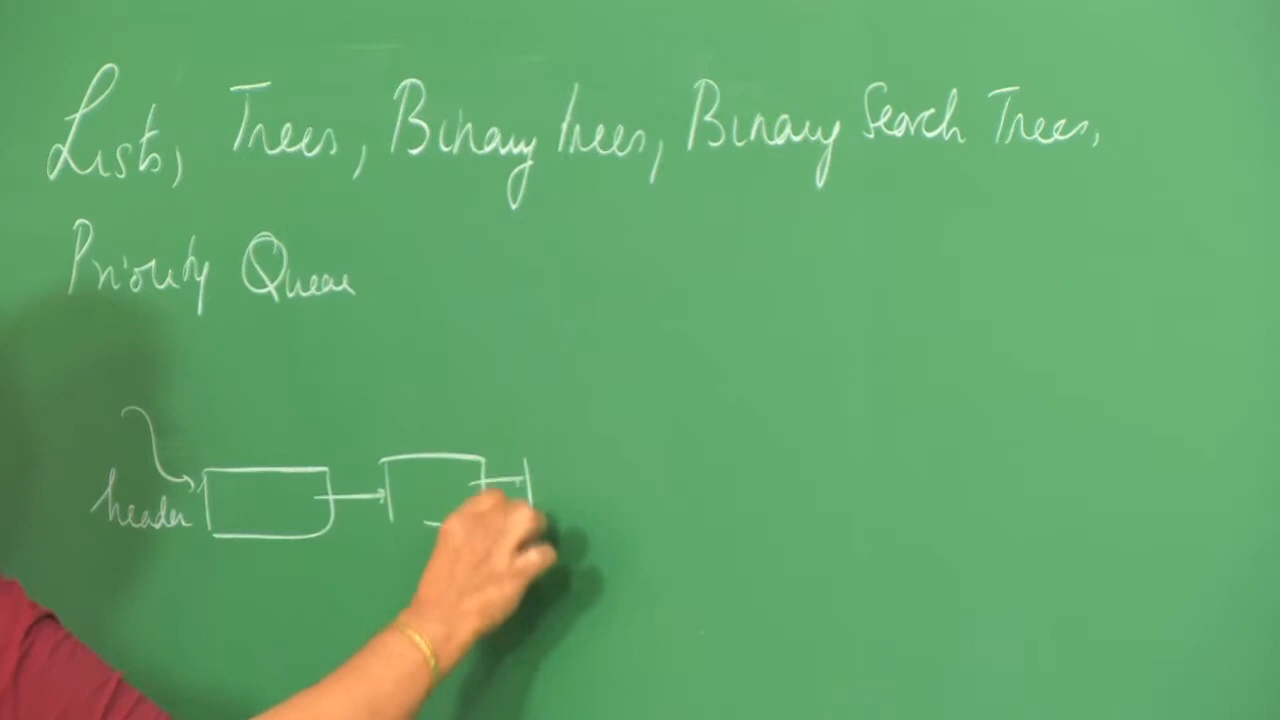 Lists, Trees, Binary trees, Binary Search Trees,
Priority Queue
header